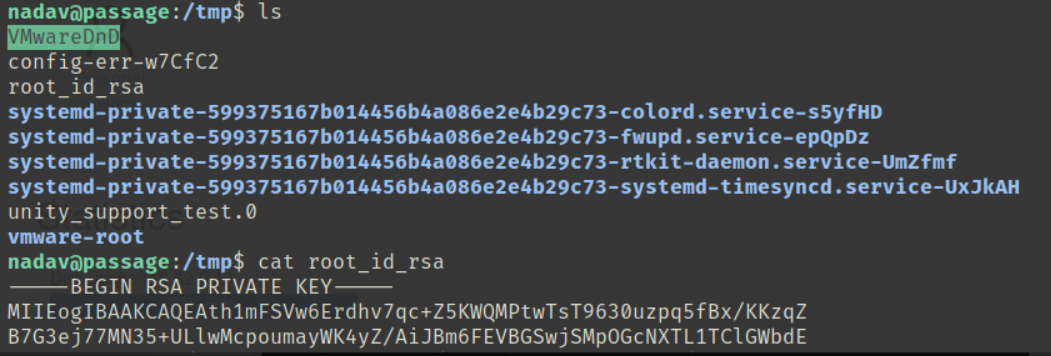 nadav@passage:/tmp$ ls
VMwareDnD
config-err-w7CfC2
root_id_rsa
systemd-private-599375167b014456b4a086e2e4b29c73-colord.service-s5yfHD
systemd-private-599375167b014456b4a086e2e4b29c73-fwupd.service-epQpDz
systemd-private-599375167b014456b4a086e2e4b29c73-rtkit-daemon.service-UmZfmf
systemd-private-599375167b014456b4a086e2e4b29c73-systemd-timesyncd.service-UxJkAH
unity_support_test.0
vmware-root
nadav@passage:/tmp$ cat root_id_rsa
-----BEGIN RSA PRIVATE KEY-----
MIIEogIBAAKCAQEAth1mFSVw6Erdhv7qc+Z5KWQMPtwTsT9630uzpq5fBx/KKzqZ
B7G3ej77MN35+ULlwMcpoumayWK4yZ/AiJBm6FEVBGSwjSMpOGcNXTL1TClGWbdE